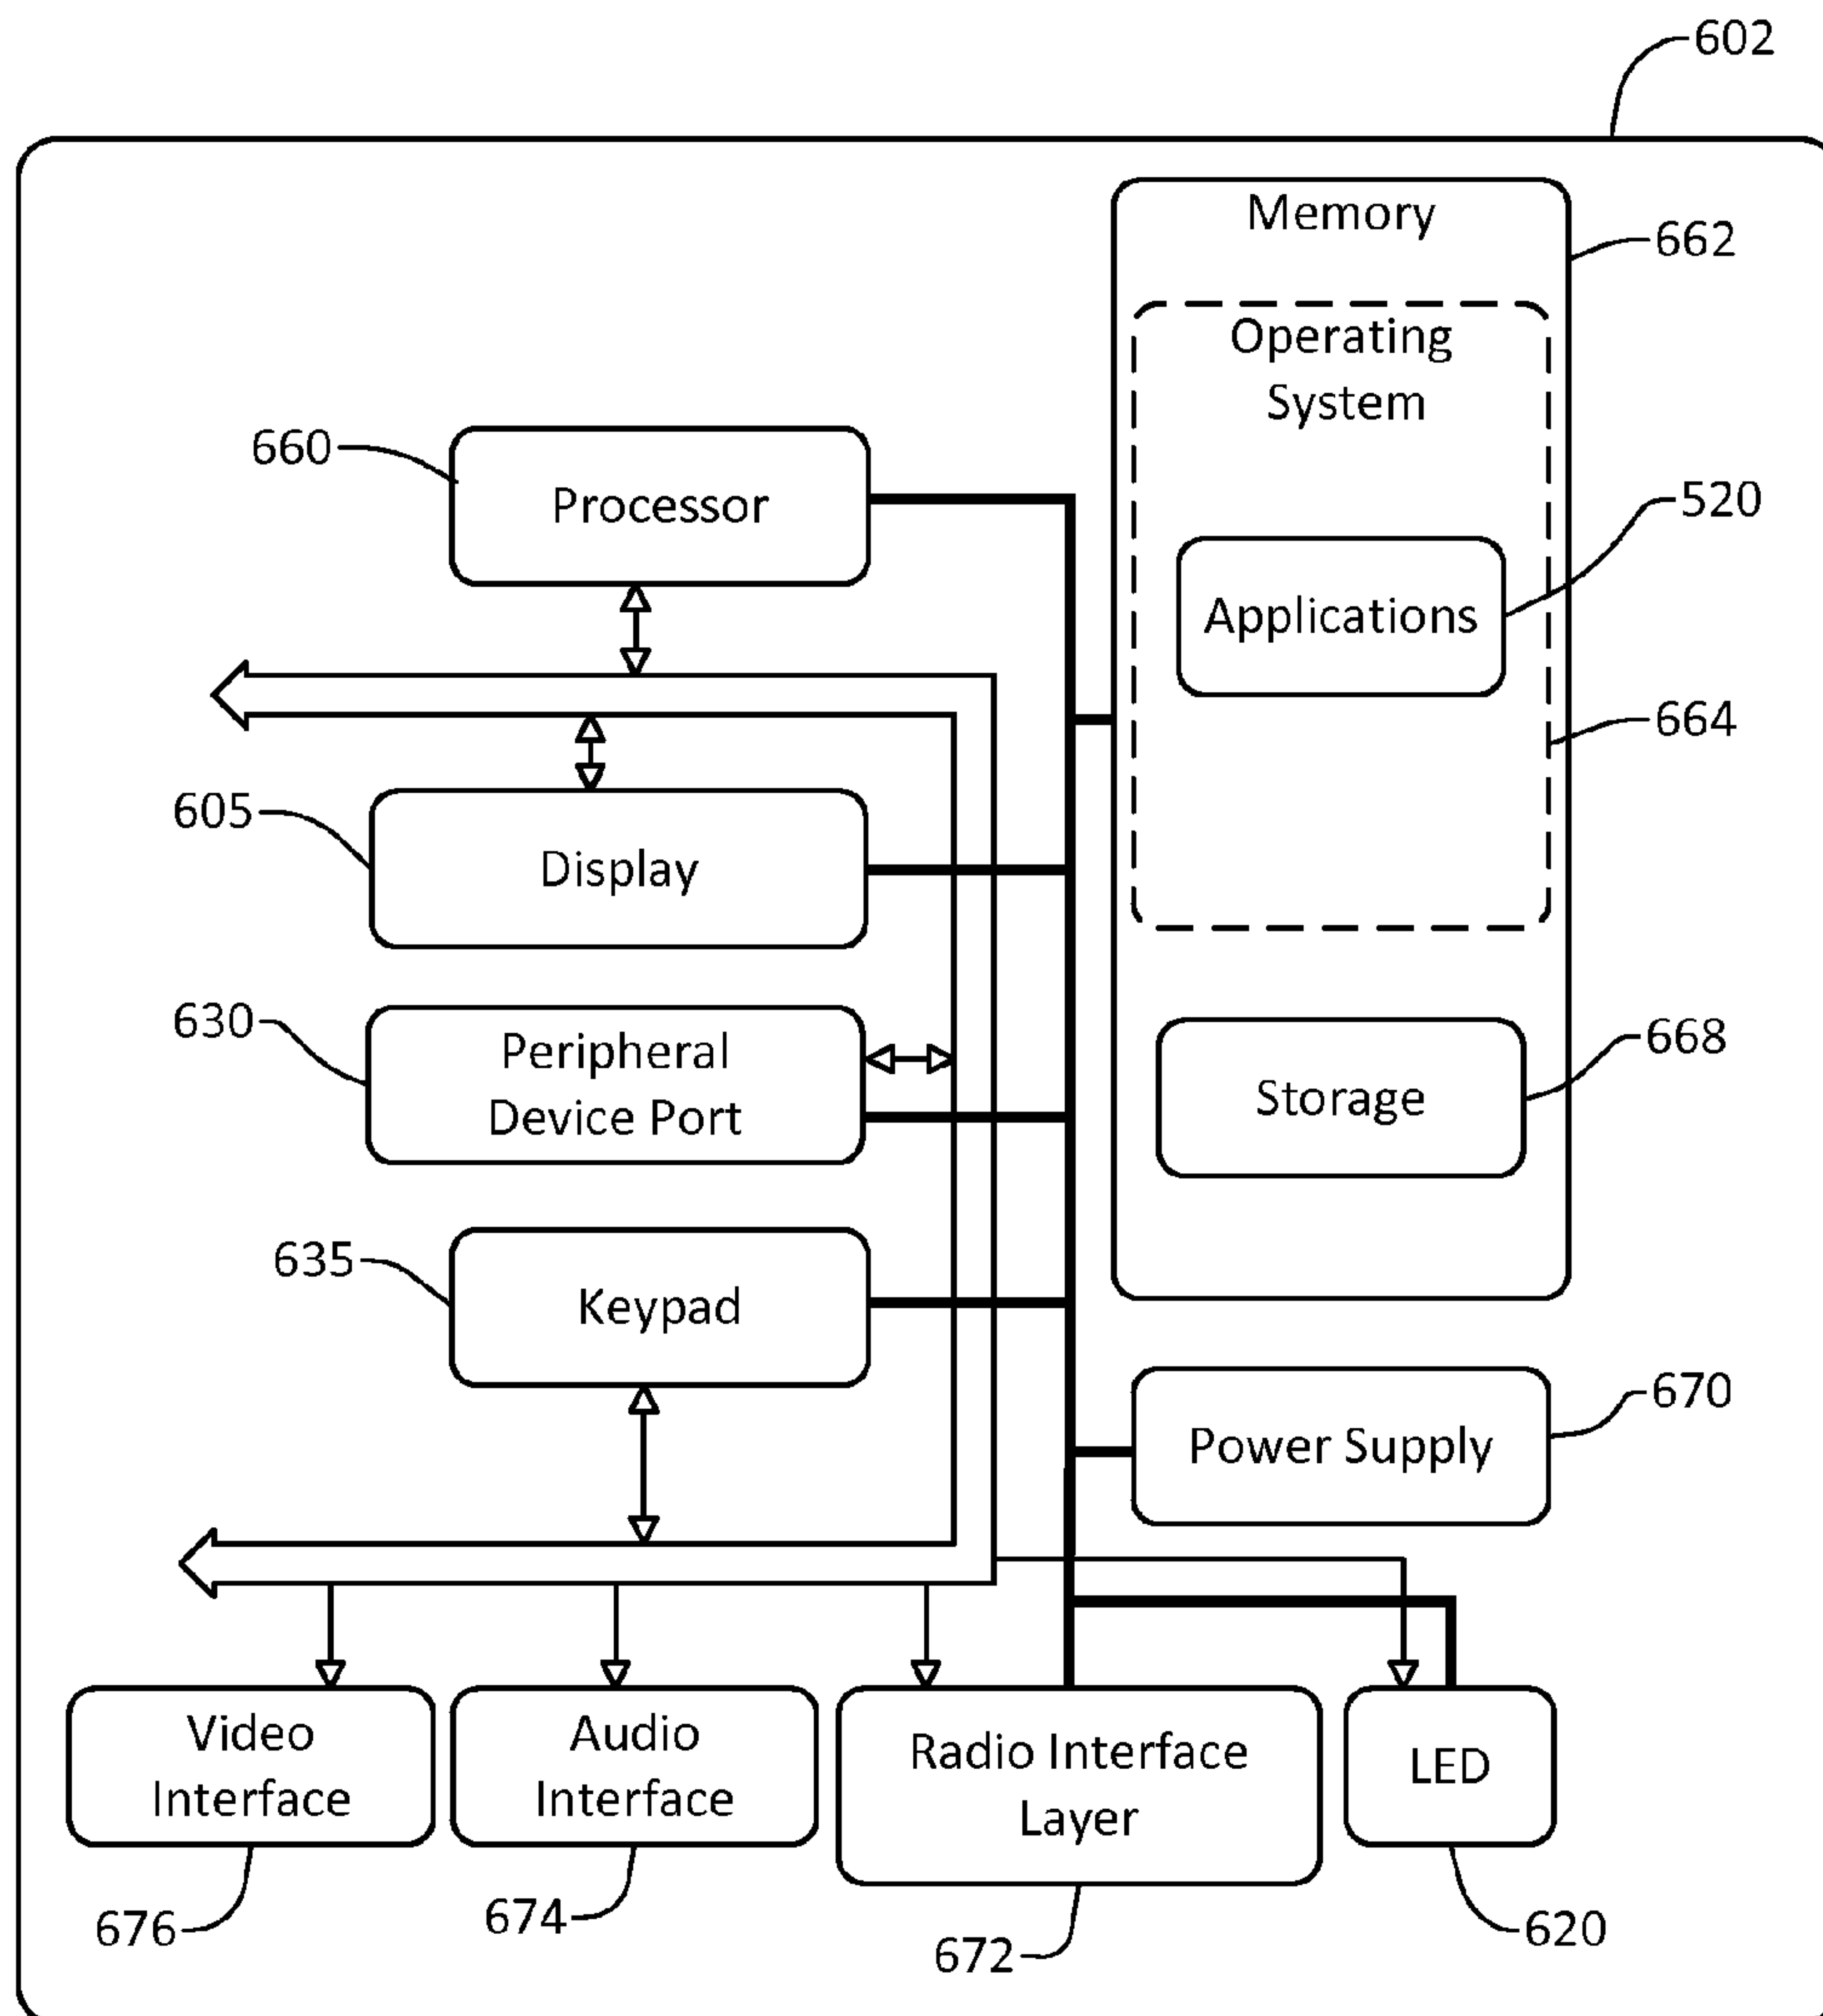 602
Memory
662
Operating
System
660
Processor
520
Applications
664
605
Display
630
Peripheral
Device Port
668
Storage
635
Keypad
670
Power Supply
Video
Interface
Audio
Interface
Radio Interface
Layer
LED
676
674
672
620